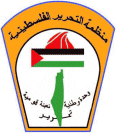 منظمة التحرير الفلسطينية
وحدة وطنية
تعبئة قومية
تحرير